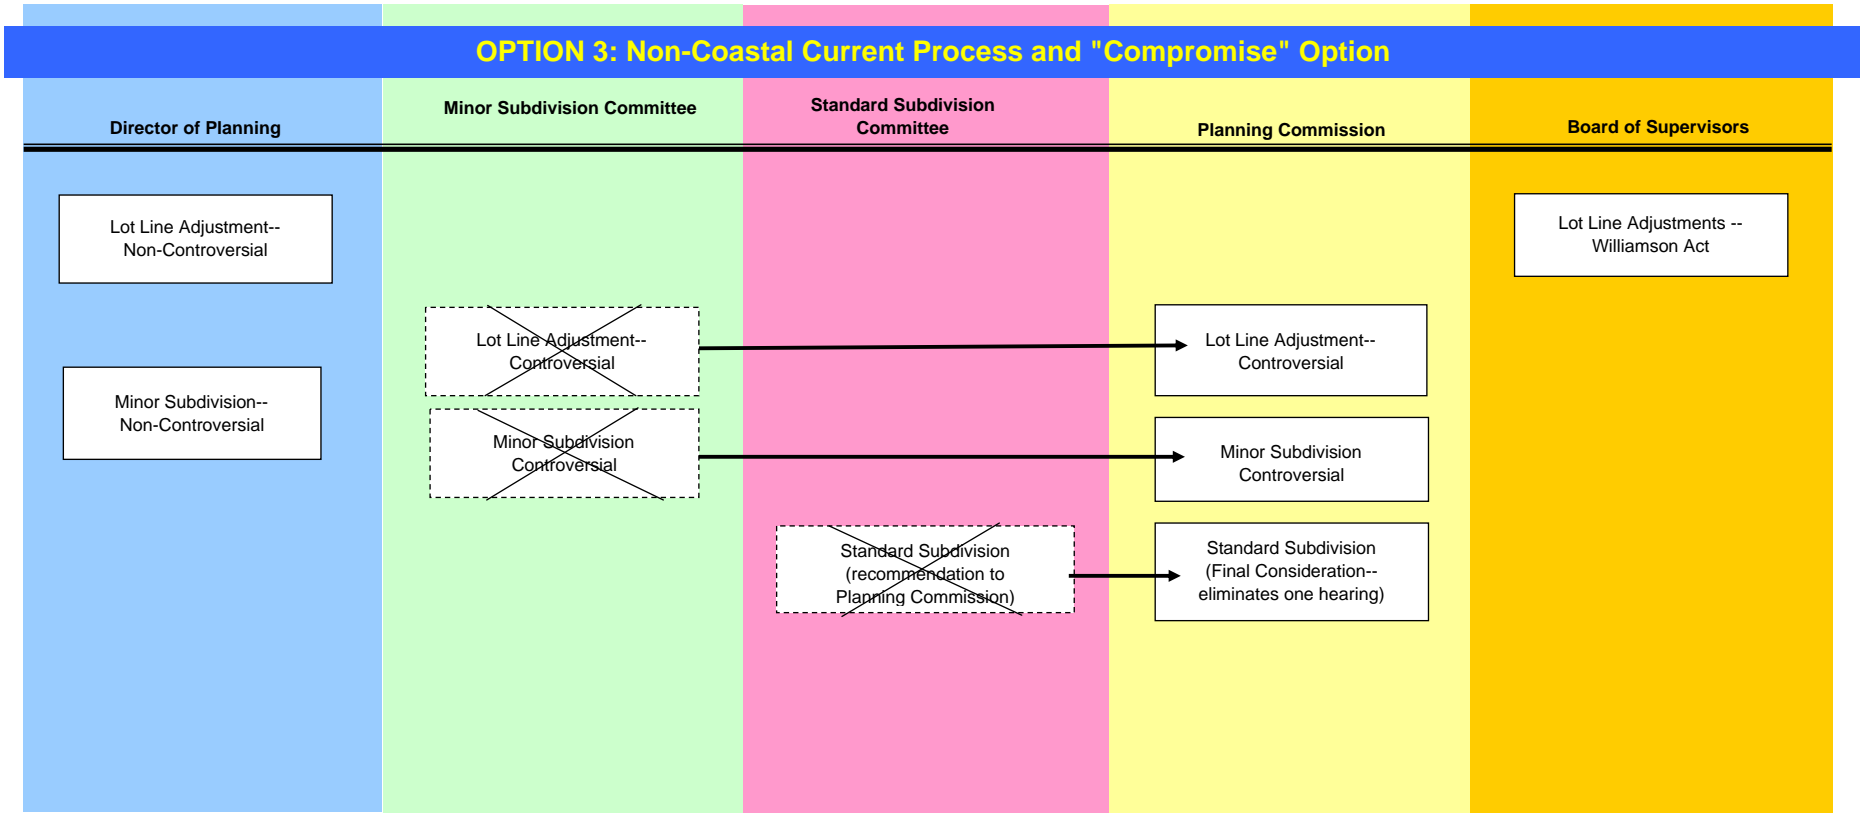 OPTION 3: Non-Coastal Current Process and "Compromise" Option
Director of Planning
Minor Subdivision Committee
Standard Subdivision
Committee
Planning Commission
Board of Supervisors
Lot Line Adjustment--
Non-Controversial
Lot Line Adjustments --
Williamson Act
Lot Line Adjustment--
Controversial
Lot Line Adjustment--
Controversial
Minor Subdivision--
Non-Controversial
Minor Subdivision
Controversial
Minor Subdivision
Controversial
Standard Subdivision
(recommendation to
Planning Commission)
Standard Subdivision
(Final Consideration--
eliminates one hearing)